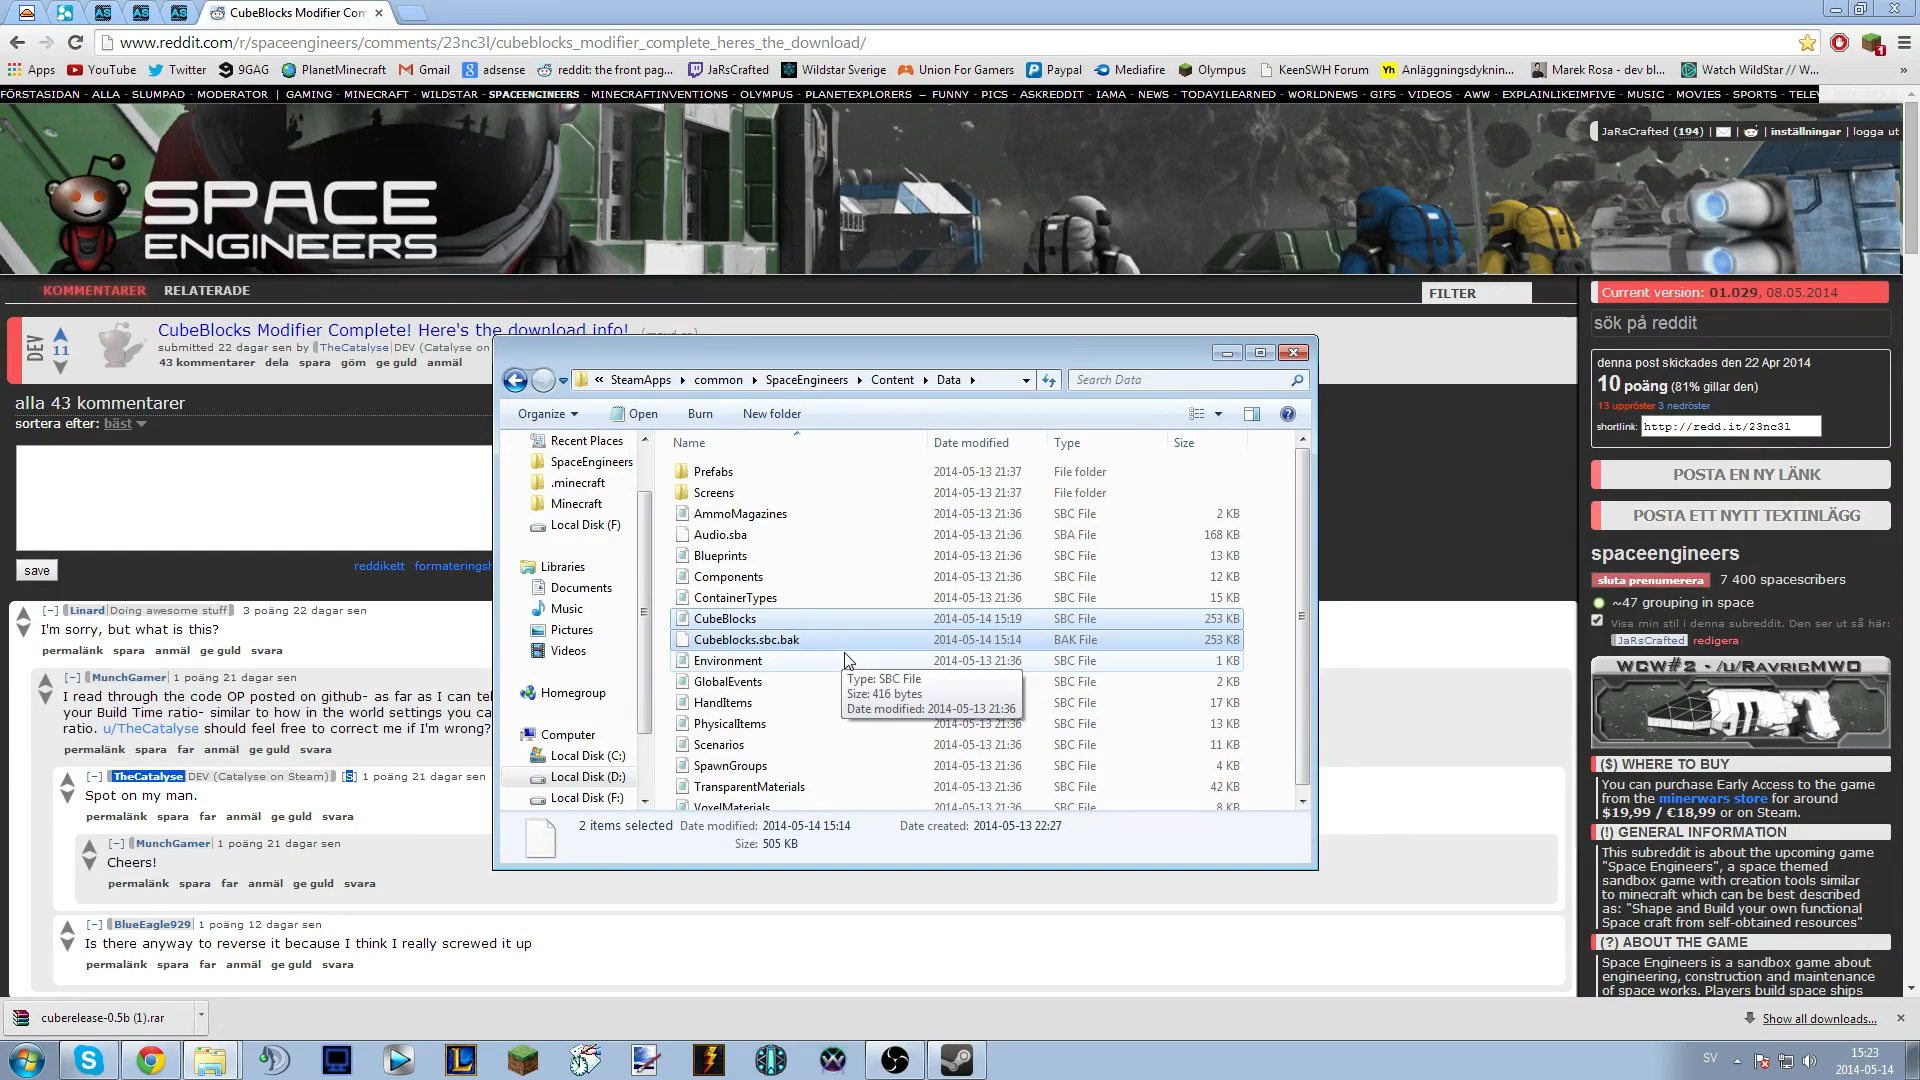 CubeBlocks Modifier Com
www.reddit.com/r/spaceengineers/comments/23nc3l/cubeblocks_modifier_complete_heres_the_download/
Apps YouTube Twitter 9GAG PlanetMinecraft Gmail adsense reddit: the front pag... JaRsCrafted Wildstar Sverige Union For Gamers Paypal Mediafire Olympus KeenSWH Forum Anläggningsdyknin... Marek Rosa - dev bl... Watch WildStar // W... »
FÖRSTASIDAN - ALLA - SLUMPAD - MODERATOR | GAMING - MINECRAFT - WILDSTAR - SPACEENGINEERS - MINECRAFTINVENTIONS - OLYMPUS - PLANETEXPLORERS – FUNNY - PICS - ASKREDDIT - IAMA - NEWS - TODAYILEARNED - WORLDNEWS - GIFS - VIDEOS - AWW - EXPLAINLIKEIMFIVE - MUSIC - MOVIES - SPORTS - TELEV
JaRsCrafted (194) | | | inställningar | logga ut
SPACE
ENGINEERS
KOMMENTARER RELATERADE
FILTER
DEV
11
CubeBlocks Modifier Complete! Here's the download info!
submitted 22 dagar sen by TheCatalyse DEV (Catalyse on
43 kommentarer dela spara göm ge guld anmäl
alla 43 kommentarer
sortera efter: bäst
save
reddikett formateringsh
[–] Linard Doing awesome stuff 3 poäng 22 dagar sen
I'm sorry, but what is this?
permalänk spara anmäl ge guld svara
[–] MunchGamer 1 poäng 21 dagar sen
I read through the code OP posted on github- as far as I can tel
your Build Time ratio- similar to how in the world settings you ca
ratio. u/TheCatalyse should feel free to correct me if I'm wrong?
permalänk spara far anmäl ge guld svara
[–] TheCatalyse DEV (Catalyse on Steam) [S] 1 poäng 21 dagar sen
Spot on my man.
permalänk spara far anmäl ge guld svara
[–] MunchGamer 1 poäng 21 dagar sen
Cheers!
permalänk spara far anmäl ge guld svara
[–] BlueEagle929 1 poäng 12 dagar sen
Is there anyway to reverse it because I think I really screwed it up
permalänk spara far anmäl ge guld svara
« SteamApps common SpaceEngineers Content Data
Search Data
Organize Open Burn New folder
Recent Places
SpaceEngineers
.minecraft
Minecraft
Local Disk (F)
Libraries
Documents
Music
Pictures
Videos
Homegroup
Computer
Local Disk (C:)
Local Disk (D:)
Local Disk (F:)
Name Date modified Type Size
Prefabs 2014-05-13 21:37 File folder
Screens 2014-05-13 21:37 File folder
AmmoMagazines 2014-05-13 21:36 SBC File 2 KB
Audio.sba 2014-05-13 21:36 SBA File 168 KB
Blueprints 2014-05-13 21:36 SBC File 13 KB
Components 2014-05-13 21:36 SBC File 12 KB
ContainerTypes 2014-05-13 21:36 SBC File 15 KB
CubeBlocks 2014-05-14 15:19 SBC File 253 KB
Cubeblocks.sbc.bak 2014-05-14 15:14 BAK File 253 KB
Environment 2014-05-13 21:36 SBC File 1 KB
GlobalEvents SBC File 2 KB
HandItems SBC File 17 KB
PhysicalItems 2014-05-13 21:36 SBC File 13 KB
Scenarios 2014-05-13 21:36 SBC File 11 KB
SpawnGroups 2014-05-13 21:36 SBC File 4 KB
TransparentMaterials 2014-05-13 21:36 SBC File 42 KB
VoxelMaterials 2014-05-13 21:36 SBC File 8 KB
Type: SBC File
Size: 416 bytes
Date modified: 2014-05-13 21:36
2 items selected Date modified: 2014-05-14 15:14 Date created: 2014-05-13 22:27
Size: 505 KB
Current version: 01.029, 08.05.2014
sök på reddit
denna post skickades den 22 Apr 2014
10 poäng (81% gillar den)
13 uppröster 3 nedröster
shortlink: http://redd.it/23nc3l
POSTA EN NY LÄNK
POSTA ETT NYTT TEXTINLÄGG
spaceengineers
sluta prenumerera 7 400 spacescribers
~47 grouping in space
Visa min stil i denna subreddit. Den ser ut så här:
JaRsCrafted redigera
WCW#2 - /u/RavricMWO
($) WHERE TO BUY
You can purchase Early Access to the game
from the minerwars store for around
$19,99 / €18,99 or on Steam.
(!) GENERAL INFORMATION
This subreddit is about the upcoming game
"Space Engineers", a space themed
sandbox game with creation tools similar
to minecraft which can be best described
as: "Shape and Build your own functional
Space craft from self-obtained resources"
(?) ABOUT THE GAME
Space Engineers is a sandbox game about
engineering, construction and maintenance
of space works. Players build space ships
cuberelease-0.5b (1).rar
Show all downloads...
SV
15:23
2014-05-14